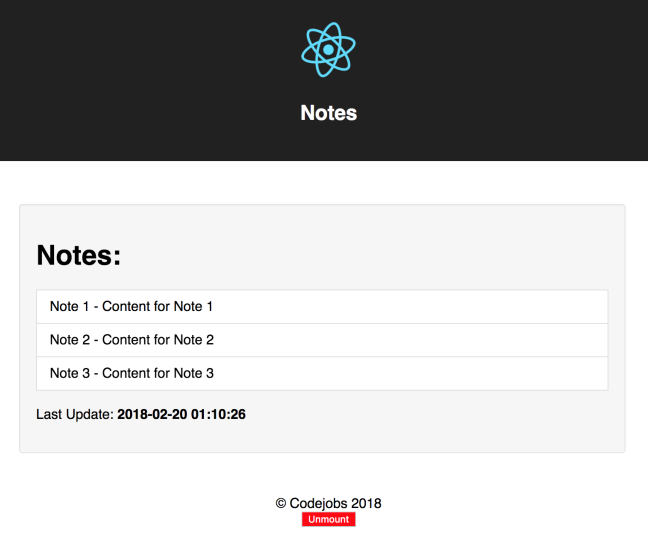 Notes
Notes:
Note 1 - Content for Note 1
Note 2 - Content for Note 2
Note 3 - Content for Note 3
Last Update: 2018-02-20 01:10:26
© Codejobs 2018
Unmount